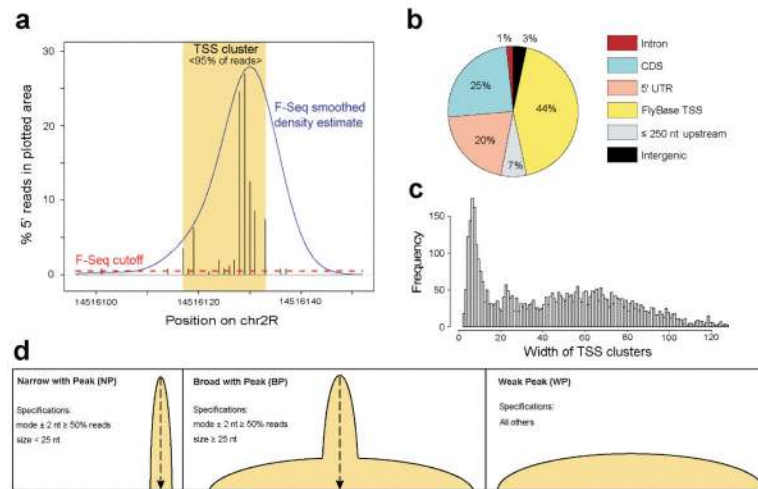 a
TSS cluster
<95% of reads>
F-Seq smoothed
density estimate
F-Seq cutoff
% 5' reads in plotted area
30
20
10
0
14516100
14516120
14516140
Position on chr2R
b
1%
3%
25%
44%
20%
7%
Intron
CDS
5' UTR
FlyBase TSS
≤ 250 nt upstream
Intergenic
c
Frequency
150
100
50
0
0
20
40
60
80
100
120
Width of TSS clusters
d
Narrow with Peak (NP)
Specifications:
mode ± 2 nt ≥ 50% reads
size < 25 nt
Broad with Peak (BP)
Specifications:
mode ± 2 nt ≥ 50% reads
size ≥ 25 nt
Weak Peak (WP)
Specifications:
All others